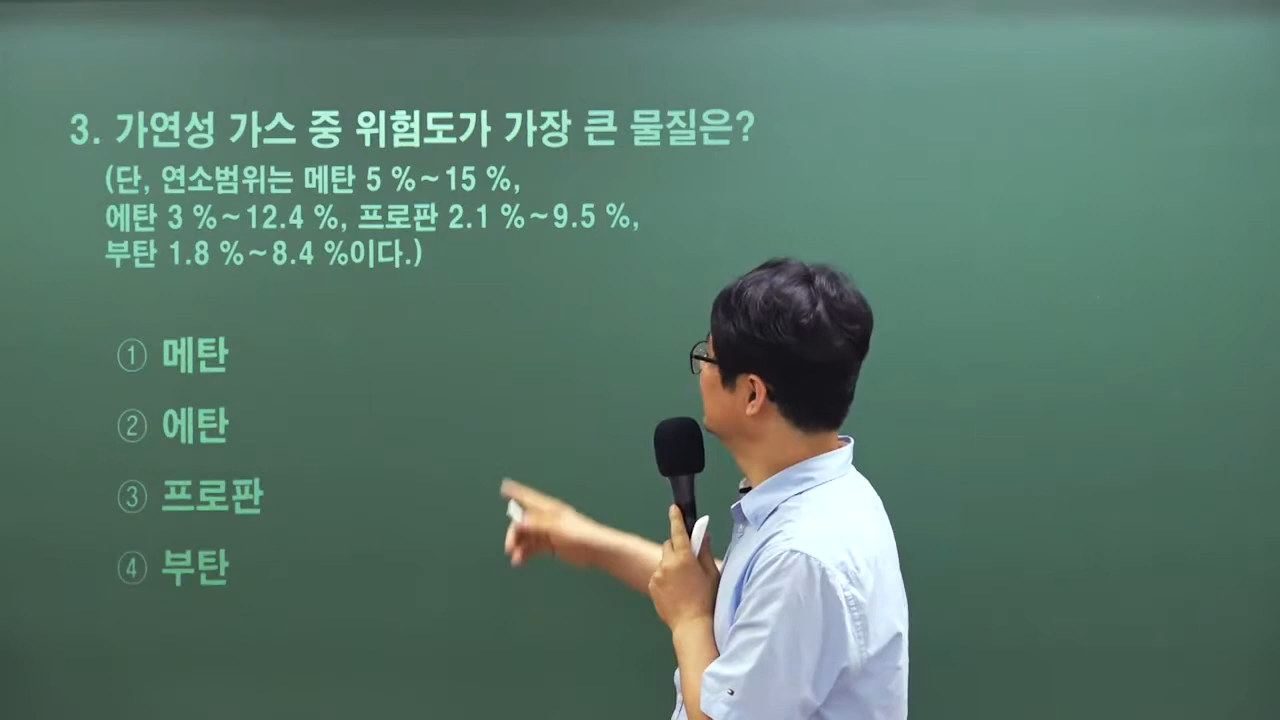 3. 가연성 가스 중 위험도가 가장 큰 물질은?
(단, 연소범위는 메탄 5 %~15 %,
에탄 3 %~12.4 %, 프로판 2.1 %~9.5 %,
부탄 1.8 %~8.4 %이다.)
① 메탄
② 에탄
③ 프로판
④ 부탄